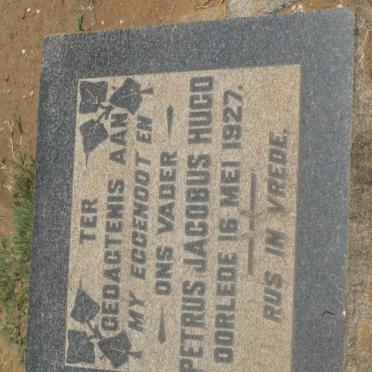 TER
GEDACTENIS AAN
MY EGGENOOT EN
ONS VADER
PETRUS JACOBUS HUGO
OORLEDE 16 MEI 1927.
RUS IN VREDE.